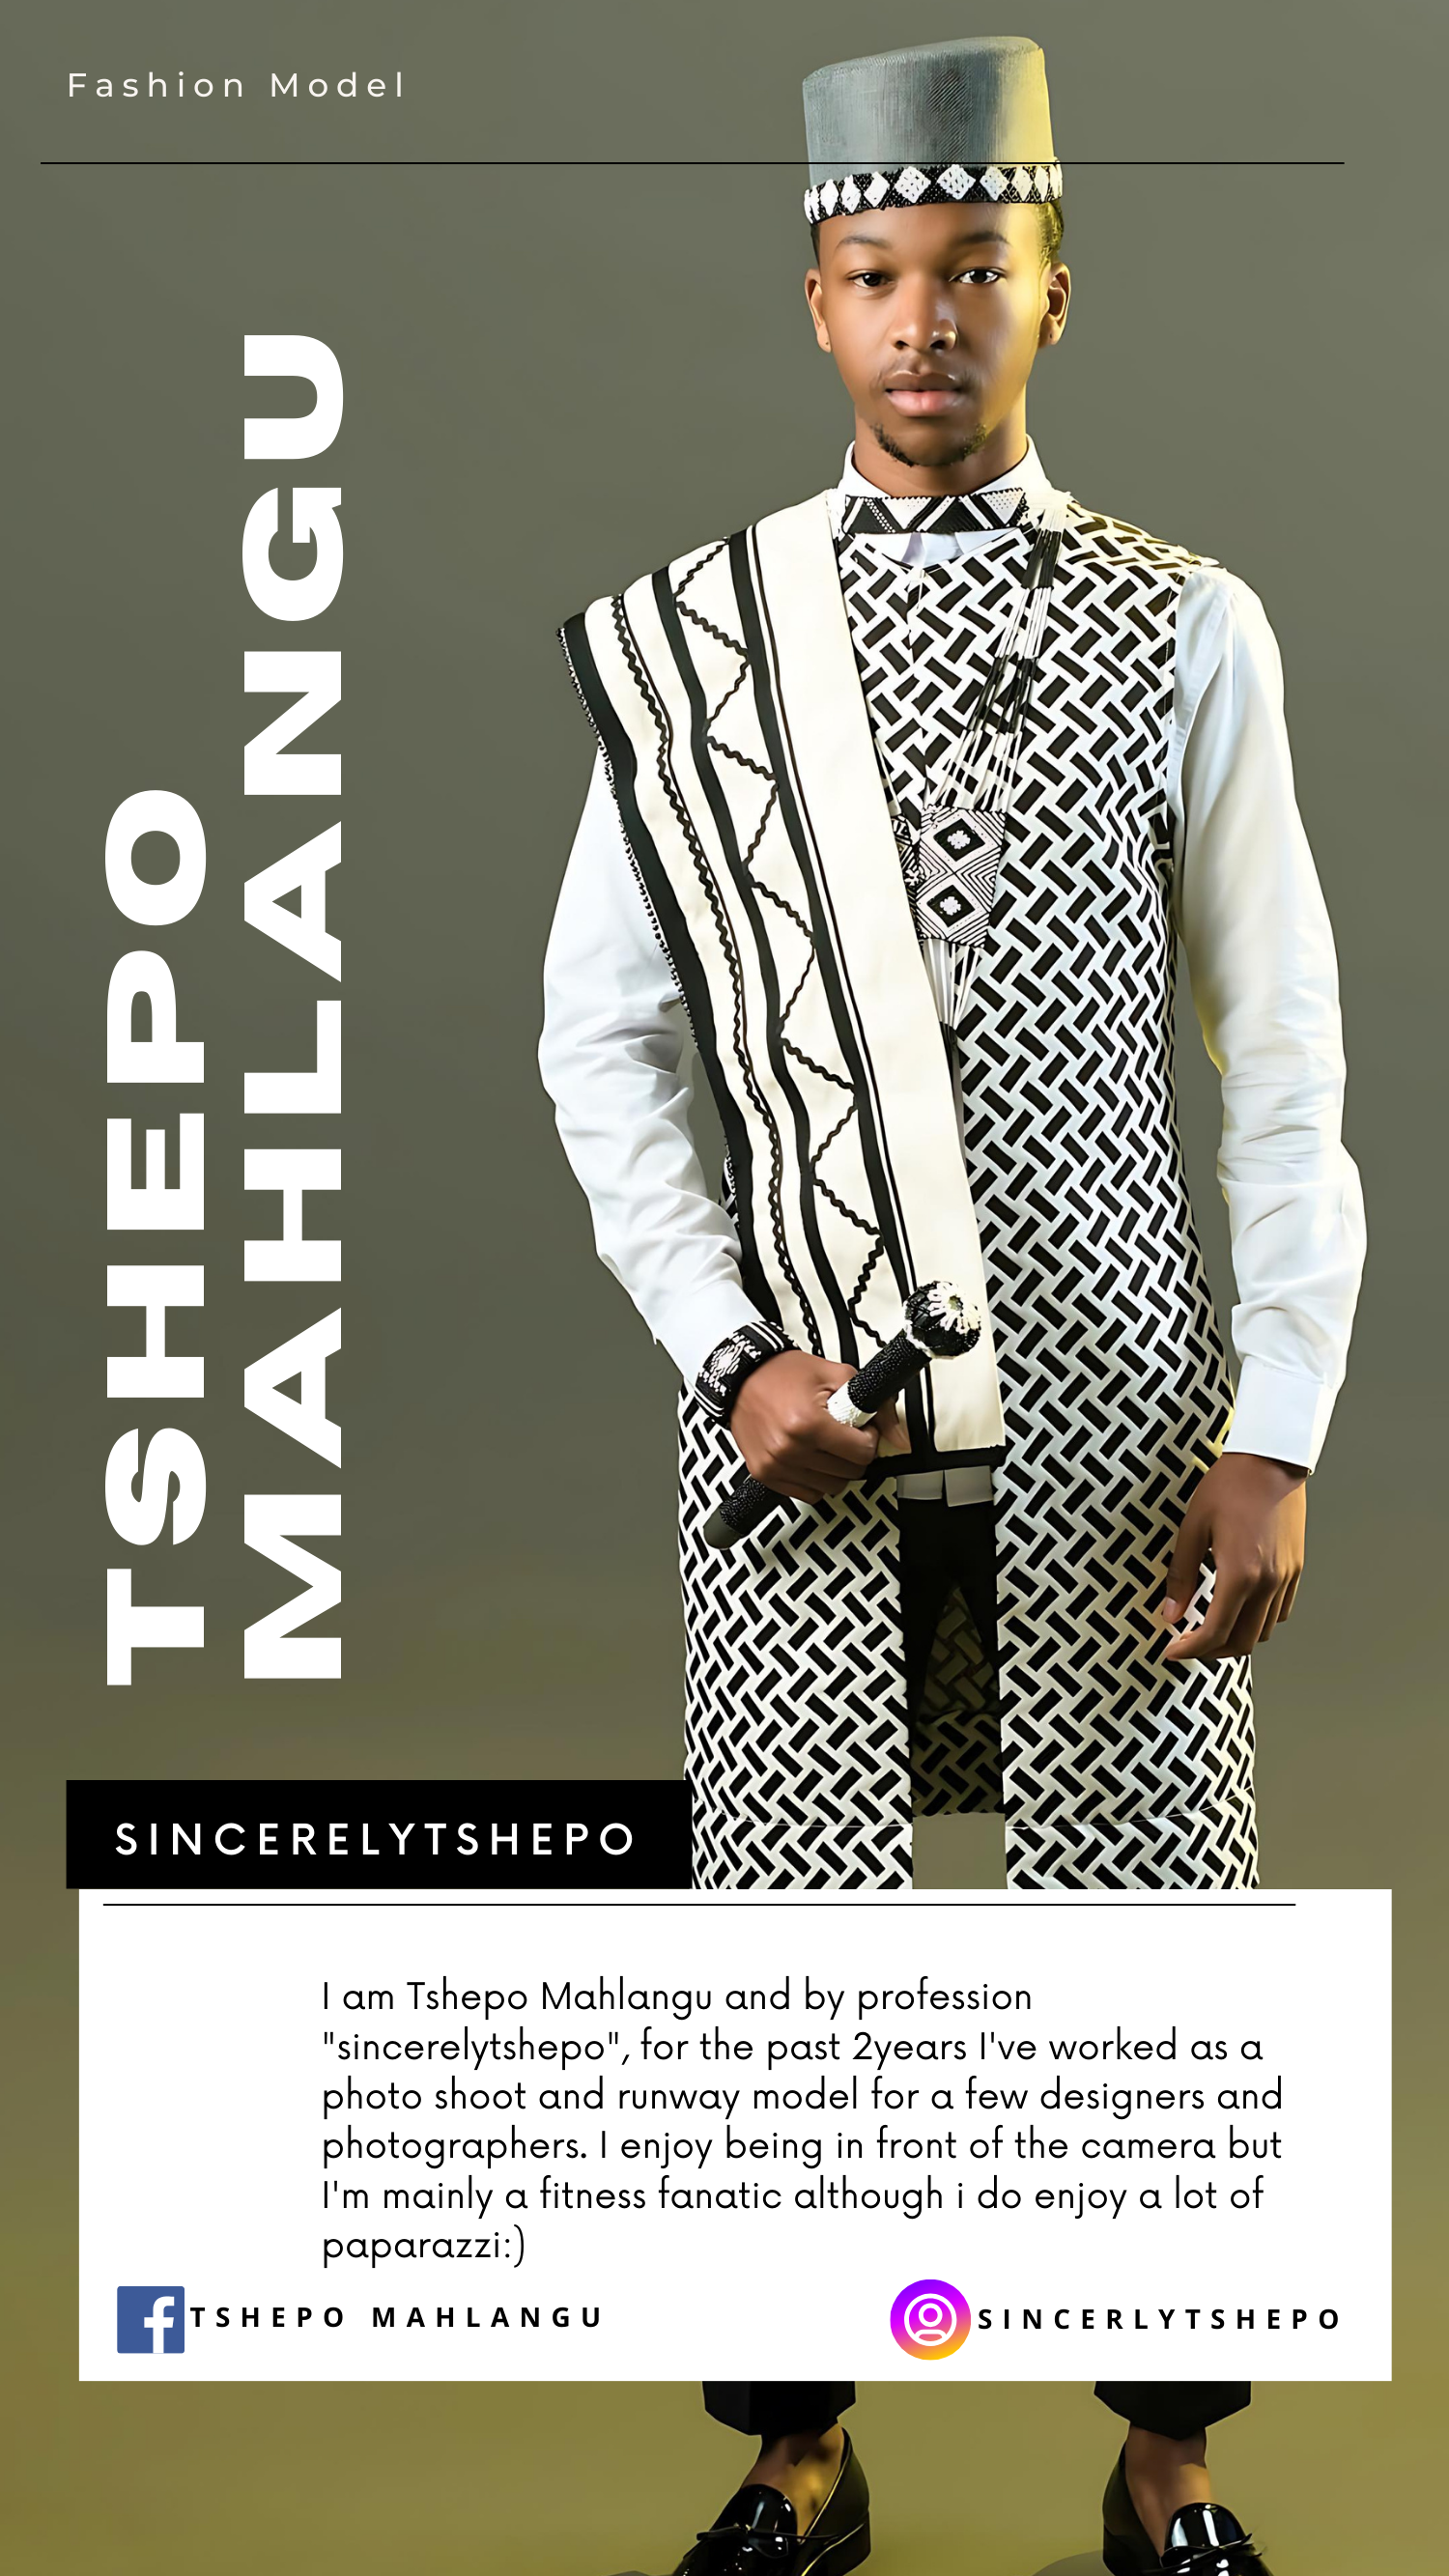 Fashion Model
TSHEPO
MAHLANGU
SINCERELYTSHEPO
I am Tshepo Mahlangu and by profession
"sincerelytshepo", for the past 2years I've worked as a
photo shoot and runway model for a few designers and
photographers. I enjoy being in front of the camera but
I'm mainly a fitness fanatic although i do enjoy a lot of
paparazzi:)
TSHEPO MAHLANGU
SINCERLYTSHEPO